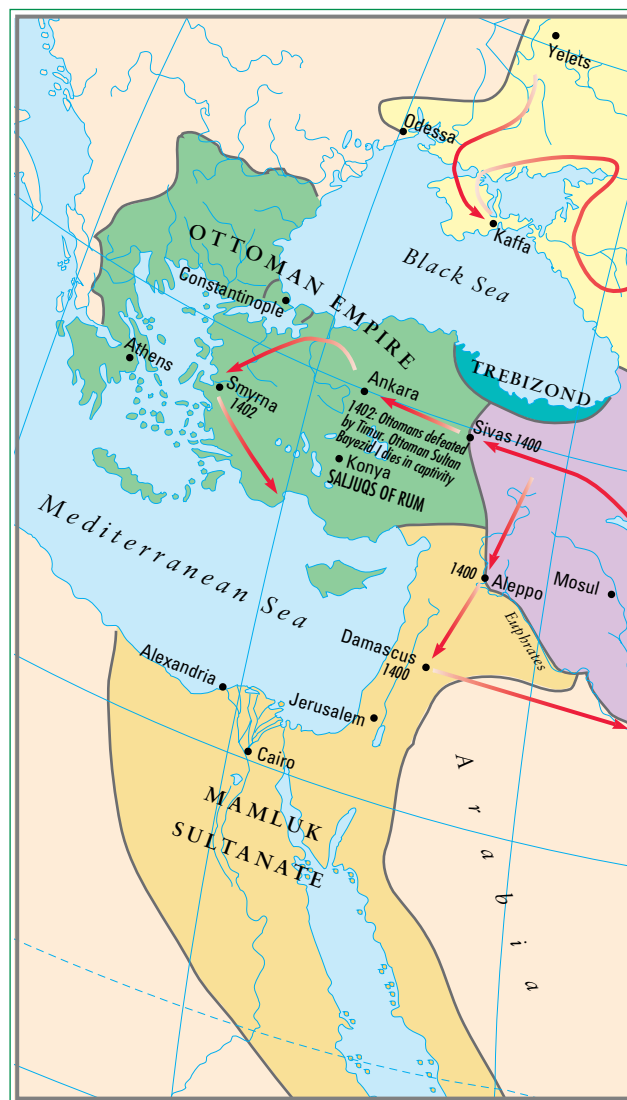 Yelets
Odessa
Kaffa
Black Sea
OTTOMAN EMPIRE
Constantinople
TREBIZOND
Athens
Smyrna
1402
Ankara
1402: Ottomans defeated
by Timur. Ottoman Sultan
Bayezid I dies in captivity
Sivas 1400
Konya
SALJUQS OF RUM
Mediterranean Sea
1400
Aleppo
Mosul
Euphrates
Damascus
1400
Alexandria
Jerusalem
Cairo
MAMLUK
SULTANATE
Arabia